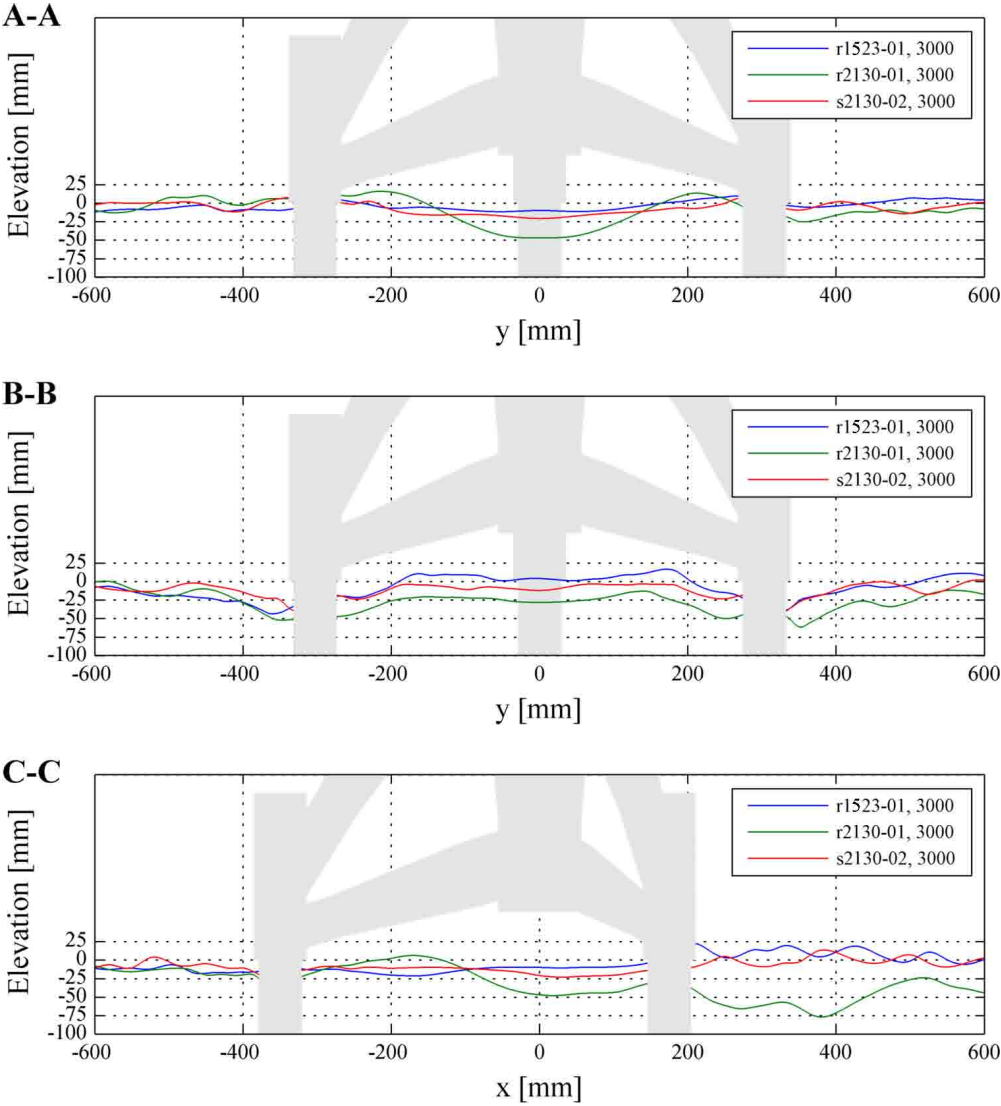 A-A
Elevation [mm]
r1523-01, 3000
r2130-01, 3000
s2130-02, 3000
25
0
-25
-50
-75
-100
-600 -400 -200 0 200 400 600
y [mm]
B-B
Elevation [mm]
r1523-01, 3000
r2130-01, 3000
s2130-02, 3000
25
0
-25
-50
-75
-100
-600 -400 -200 0 200 400 600
y [mm]
C-C
Elevation [mm]
r1523-01, 3000
r2130-01, 3000
s2130-02, 3000
25
0
-25
-50
-75
-100
-600 -400 -200 0 200 400 600
x [mm]